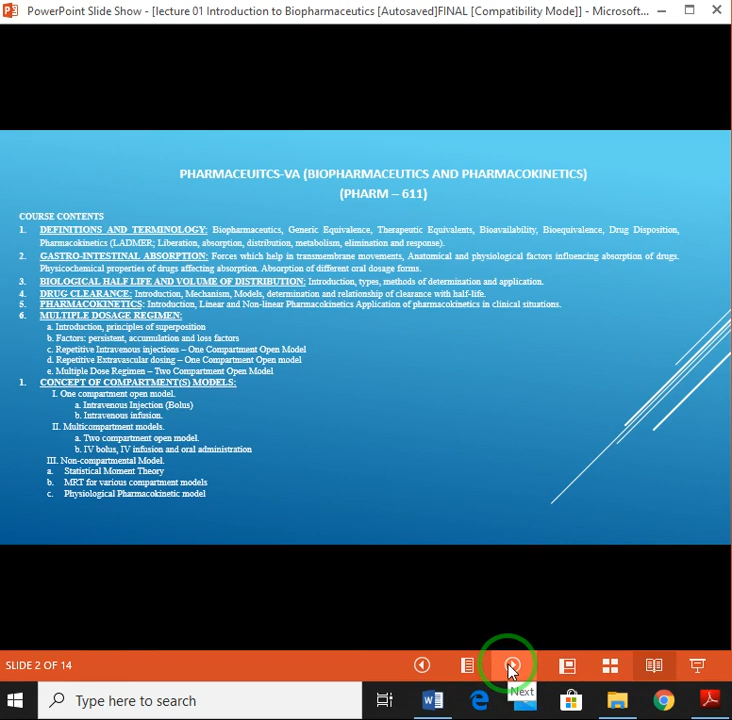 PowerPoint Slide Show - [lecture 01 Introduction to Biopharmaceutics [Autosaved]FINAL [Compatibility Mode]] - Microsoft...
PHARMACEUITCS-VA (BIOPHARMACEUTICS AND PHARMACOKINETICS)
(PHARM – 611)
COURSE CONTENTS
1. DEFINITIONS AND TERMINOLOGY: Biopharmaceutics, Generic Equivalence, Therapeutic Equivalents, Bioavailability, Bioequivalence, Drug Disposition,
Pharmacokinetics (LADMER; Liberation, absorption, distribution, metabolism, elimination and response).
2. GASTRO-INTESTINAL ABSORPTION: Forces which help in transmembrane movements, Anatomical and physiological factors influencing absorption of drugs.
Physicochemical properties of drugs affecting absorption. Absorption of different oral dosage forms.
3. BIOLOGICAL HALF LIFE AND VOLUME OF DISTRIBUTION: Introduction, types, methods of determination and application.
4. DRUG CLEARANCE: Introduction, Mechanism, Models, determination and relationship of clearance with half-life.
5. PHARMACOKINETICS: Introduction, Linear and Non-linear Pharmacokinetics Application of pharmacokinetics in clinical situations.
6. MULTIPLE DOSAGE REGIMEN:
a. Introduction, principles of superposition
b. Factors: persistent, accumulation and loss factors
c. Repetitive Intravenous injections – One Compartment Open Model
d. Repetitive Extravascular dosing – One Compartment Open model
e. Multiple Dose Regimen – Two Compartment Open Model
1. CONCEPT OF COMPARTMENT(S) MODELS:
I. One compartment open model.
a. Intravenous Injection (Bolus)
b. Intravenous infusion.
II. Multicompartment models.
a. Two compartment open model.
b. IV bolus, IV infusion and oral administration
III. Non-compartmental Model.
a. Statistical Moment Theory
b. MRT for various compartment models
c. Physiological Pharmacokinetic model
SLIDE 2 OF 14
Next
Type here to search